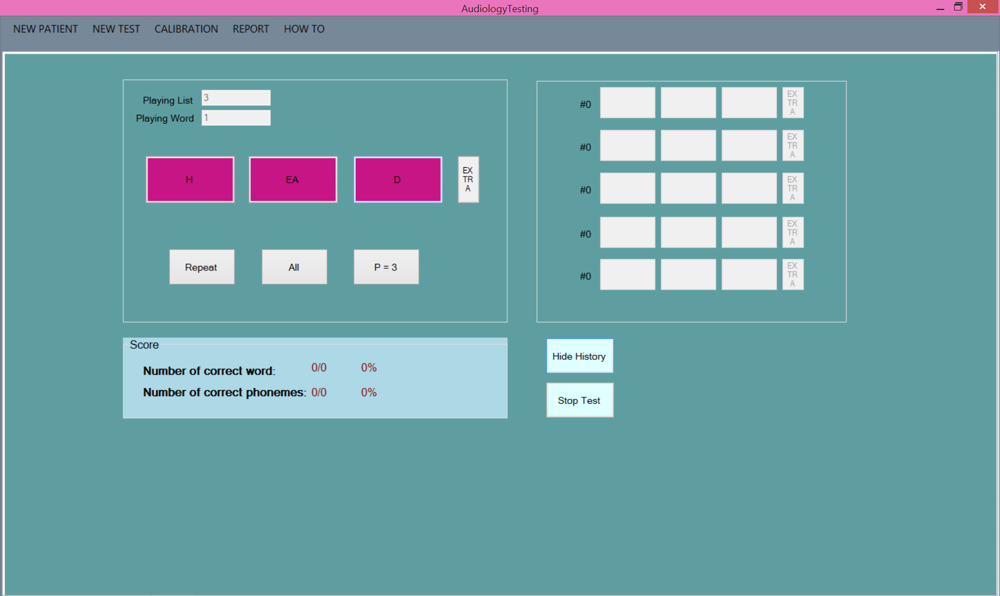 AudiologyTesting
NEW PATIENT NEW TEST CALIBRATION REPORT HOW TO
Playing List 3
Playing Word 1
H EA D EX
TR
A
Repeat All P = 3
#0 EX
TR
A
#0 EX
TR
A
#0 EX
TR
A
#0 EX
TR
A
#0 EX
TR
A
Score
Number of correct word: 0/0 0%
Number of correct phonemes: 0/0 0%
Hide History
Stop Test